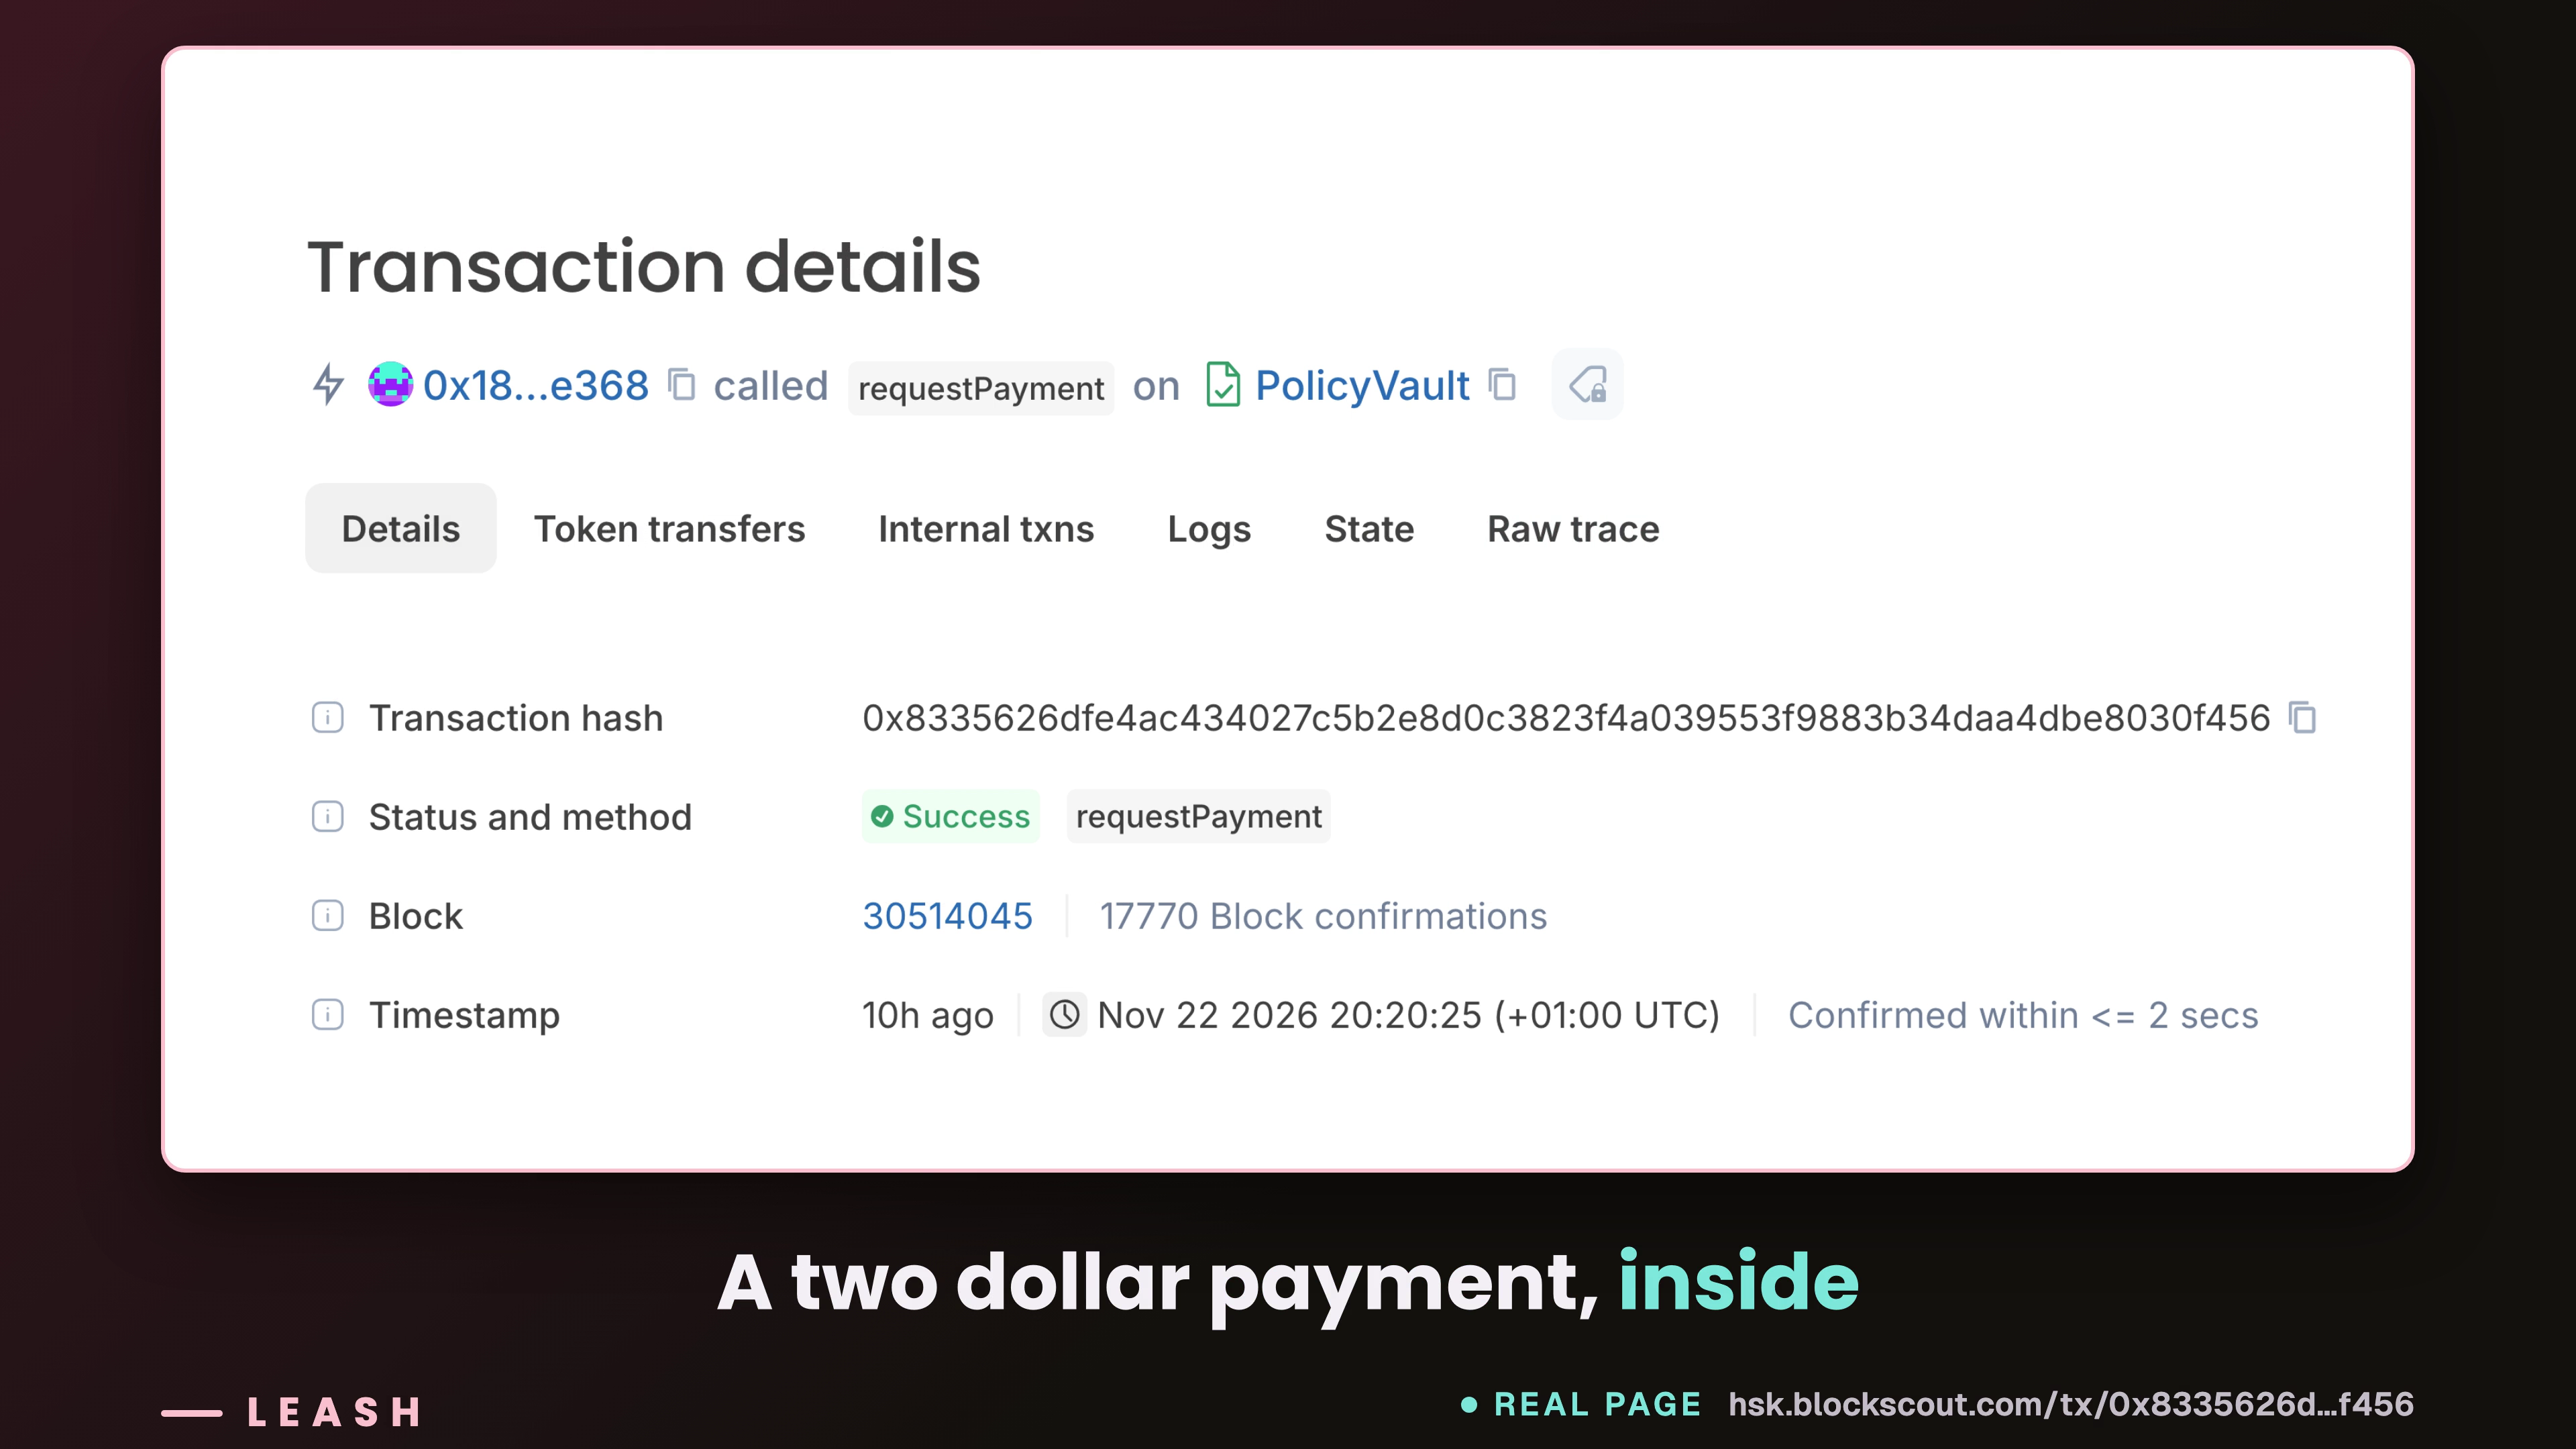 Transaction details
0x18...e368 called requestPayment on PolicyVault
Details Token transfers Internal txns Logs State Raw trace
Transaction hash 0x8335626dfe4ac434027c5b2e8d0c3823f4a039553f9883b34daa4dbe8030f456
Status and method Success requestPayment
Block 30514045 17770 Block confirmations
Timestamp 10h ago Nov 22 2026 20:20:25 (+01:00 UTC) Confirmed within <= 2 secs
A two dollar payment, inside
LEASH
REAL PAGE hsk.blockscout.com/tx/0x8335626d...f456